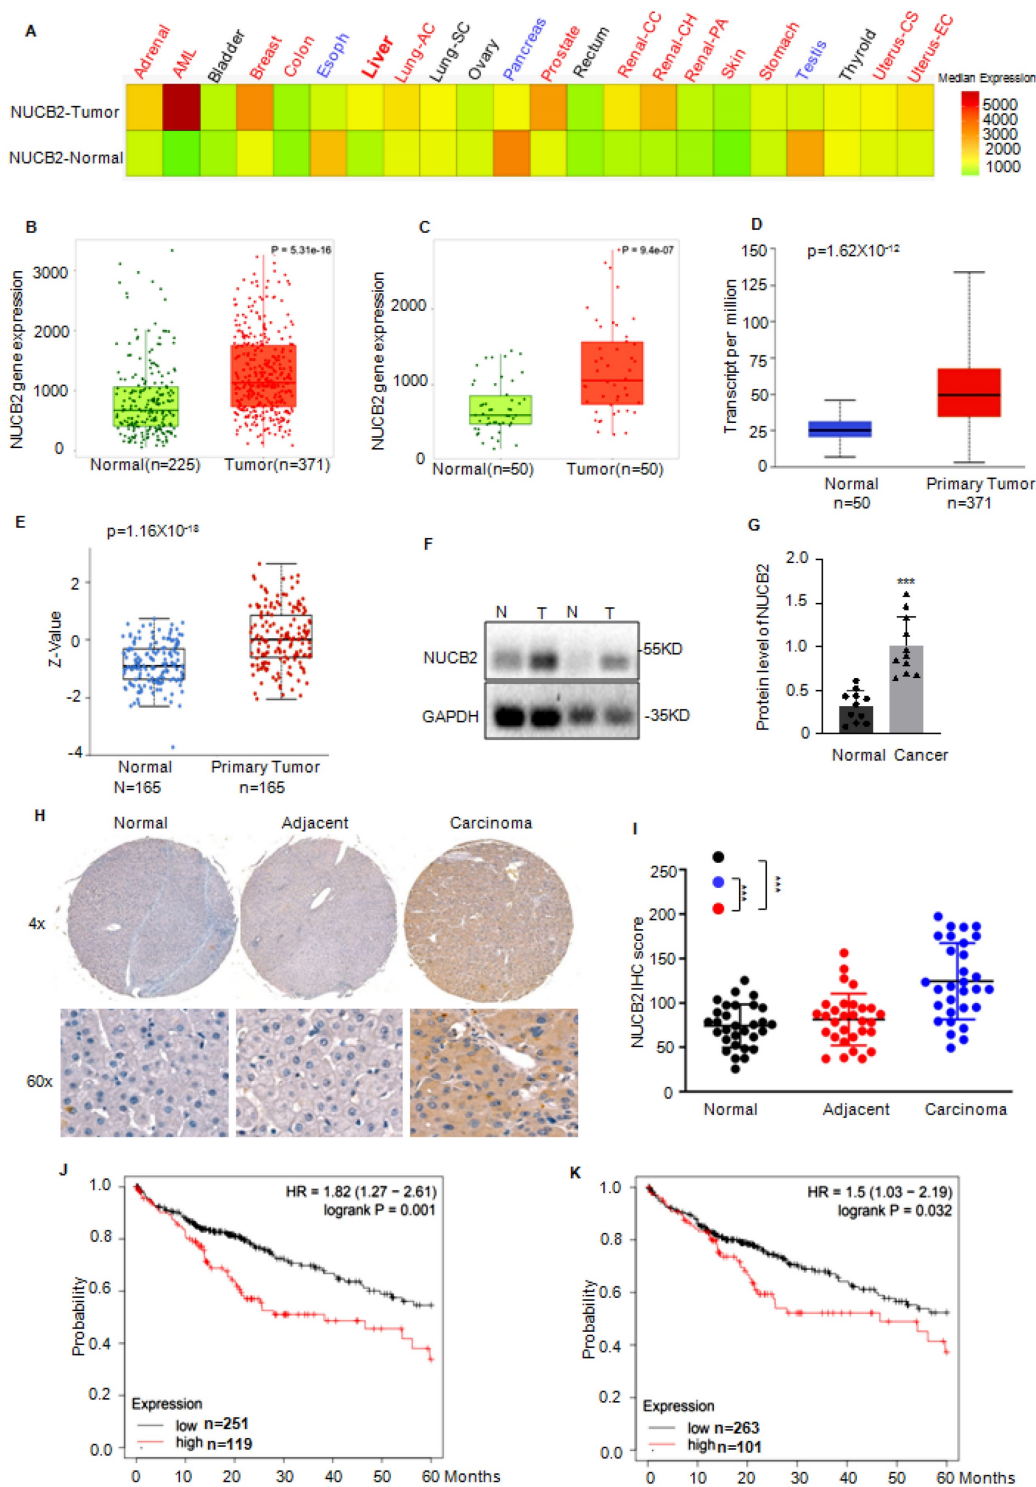 A
Adrenal AML Bladder Breast Colon Esoph Liver Lung-AC Lung-SC Ovary Pancreas Prostate Rectum Renal-CC Renal-CH Renal-PA Skin Stomach Testis Thyroid Uterus-CS Uterus-EC
Median Expression
NUCB2-Tumor
NUCB2-Normal
5000
4000
3000
2000
1000
B
P = 5.31e-16
NUCB2 gene expression
3000
2000
1000
0
Normal(n=225) Tumor(n=371)
C
P = 9.4e-07
NUCB2 gene expression
2000
1000
0
Normal(n=50) Tumor(n=50)
D
p=1.62X10⁻¹²
Transcript per million
150
125
100
75
50
25
0
Normal Primary Tumor
n=50 n=371
E
p=1.16X10⁻¹⁸
Z-Value
2
0
-2
-4
Normal Primary Tumor
N=165 n=165
F
N T N T
NUCB2 -55KD
GAPDH -35KD
G
Protein level of NUCB2
2.0
1.5
1.0
0.5
0
***
Normal Cancer
H
Normal Adjacent Carcinoma
4x
60x
I
NUCB2 IHC score
250
200
150
100
50
0
*** ***
Normal Adjacent Carcinoma
J
HR = 1.82 (1.27 − 2.61)
logrank P = 0.001
Probability
1.0
0.8
0.6
0.4
0.2
0.0
Expression
low n=251
high n=119
0 10 20 30 40 50 60 Months
K
HR = 1.5 (1.03 − 2.19)
logrank P = 0.032
Probability
1.0
0.8
0.6
0.4
0.2
0.0
Expression
low n=263
high n=101
0 10 20 30 40 50 60 Months